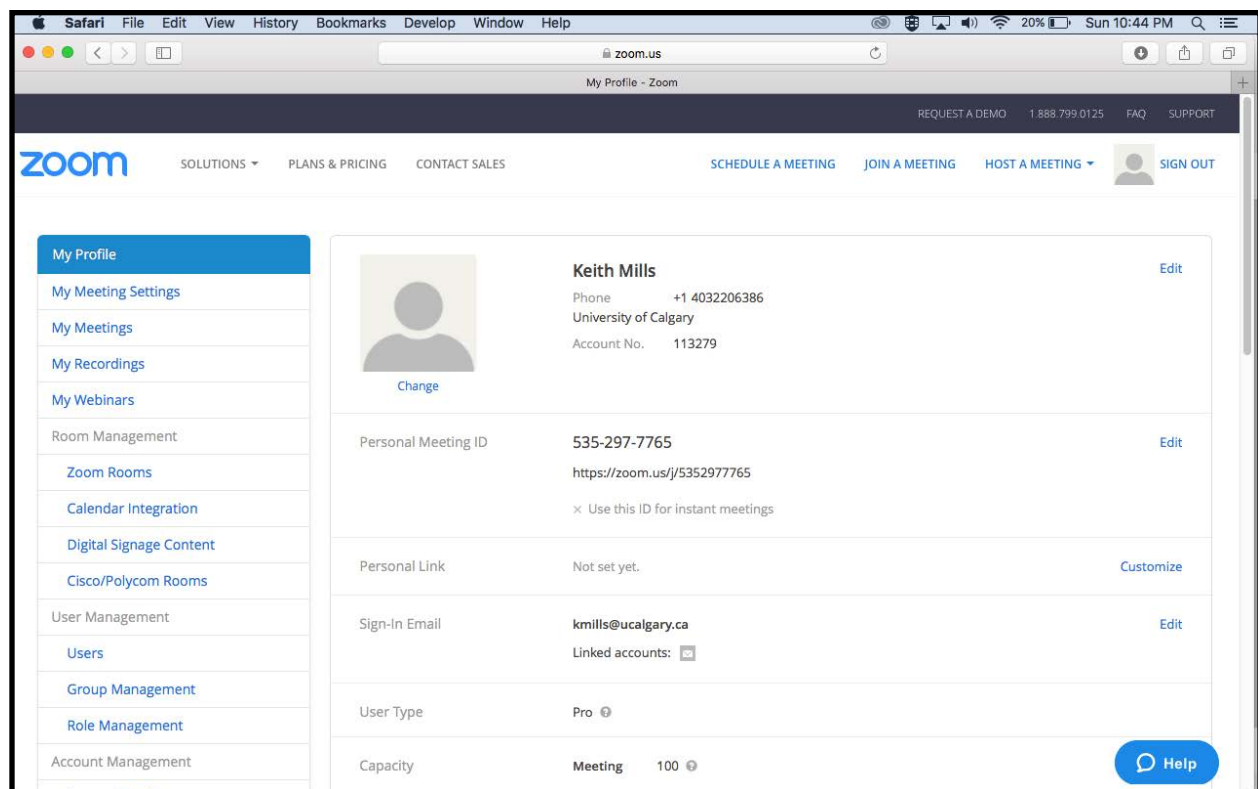 Safari File Edit View History Bookmarks Develop Window Help 20% Sun 10:44 PM
zoom.us
My Profile - Zoom
REQUEST A DEMO 1.888.799.0125 FAQ SUPPORT
zoom SOLUTIONS PLANS & PRICING CONTACT SALES SCHEDULE A MEETING JOIN A MEETING HOST A MEETING SIGN OUT
My Profile
My Meeting Settings
My Meetings
My Recordings
My Webinars
Room Management
Zoom Rooms
Calendar Integration
Digital Signage Content
Cisco/Polycom Rooms
User Management
Users
Group Management
Role Management
Account Management
Change
Keith Mills Edit
Phone +1 4032206386
University of Calgary
Account No. 113279
Personal Meeting ID 535-297-7765 Edit
https://zoom.us/j/5352977765
× Use this ID for instant meetings
Personal Link Not set yet. Customize
Sign-In Email kmills@ucalgary.ca Edit
Linked accounts:
User Type Pro
Capacity Meeting 100
Help